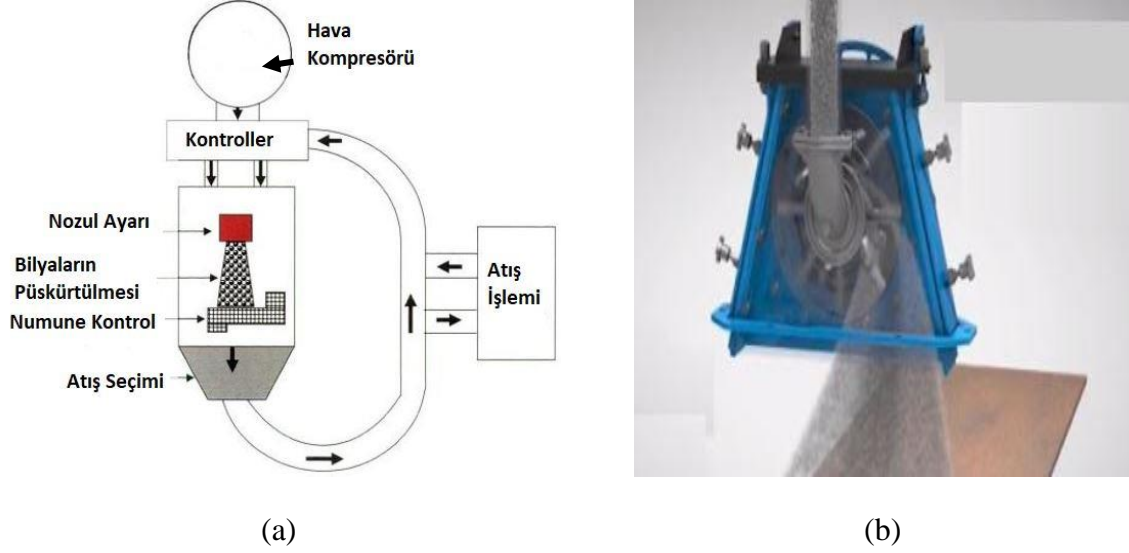 Hava
Kompresörü
Kontroller
Nozul Ayarı
Bilyaların
Püskürtülmesi
Numune Kontrol
Atış Seçimi
Atış
İşlemi
(a)
(b)